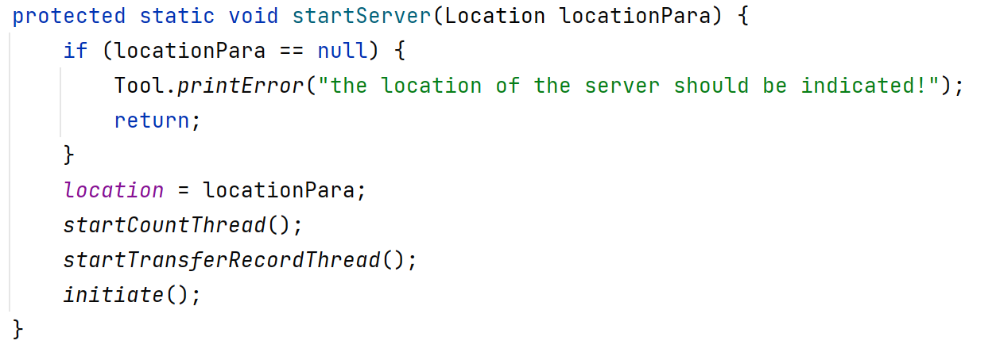 protected static void startServer(Location locationPara) {
    if (locationPara == null) {
        Tool.printError("the location of the server should be indicated!");
        return;
    }
    location = locationPara;
    startCountThread();
    startTransferRecordThread();
    initiate();
}